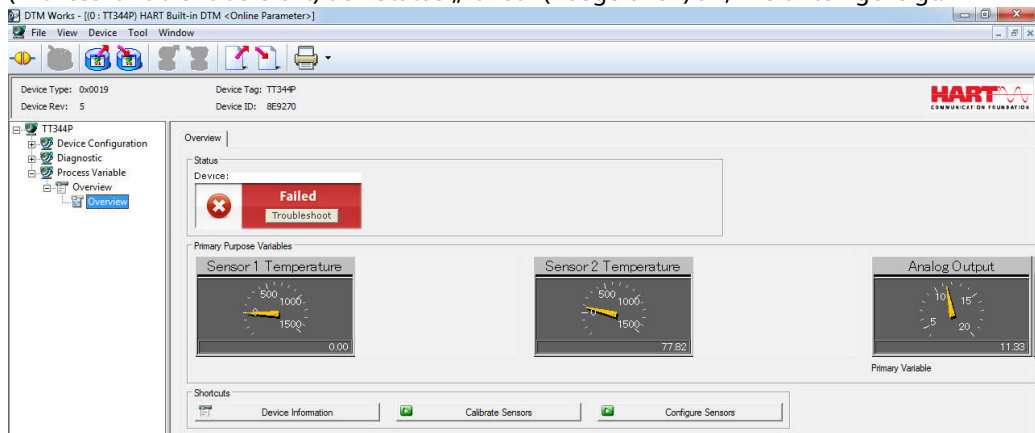 DTM Works - [(0 : TT344P) HART Built-in DTM <Online Parameter>]
File View Device Tool Window
Device Type: 0x0019
Device Tag: TT344P
Device Rev: 5
Device ID: 8E9270
HART
COMMUNICATION FOUNDATION
TT344P
Device Configuration
Diagnostic
Process Variable
Overview
Overview
Overview
Status
Device:
Failed
Troubleshoot
Primary Purpose Variables
Sensor 1 Temperature
0
500
1000
1500
0.00
Sensor 2 Temperature
0
500
1000
1500
77.82
Analog Output
5
10
15
20
11.33
Primary Variable
Shortcuts
Device Information
Calibrate Sensors
Configure Sensors